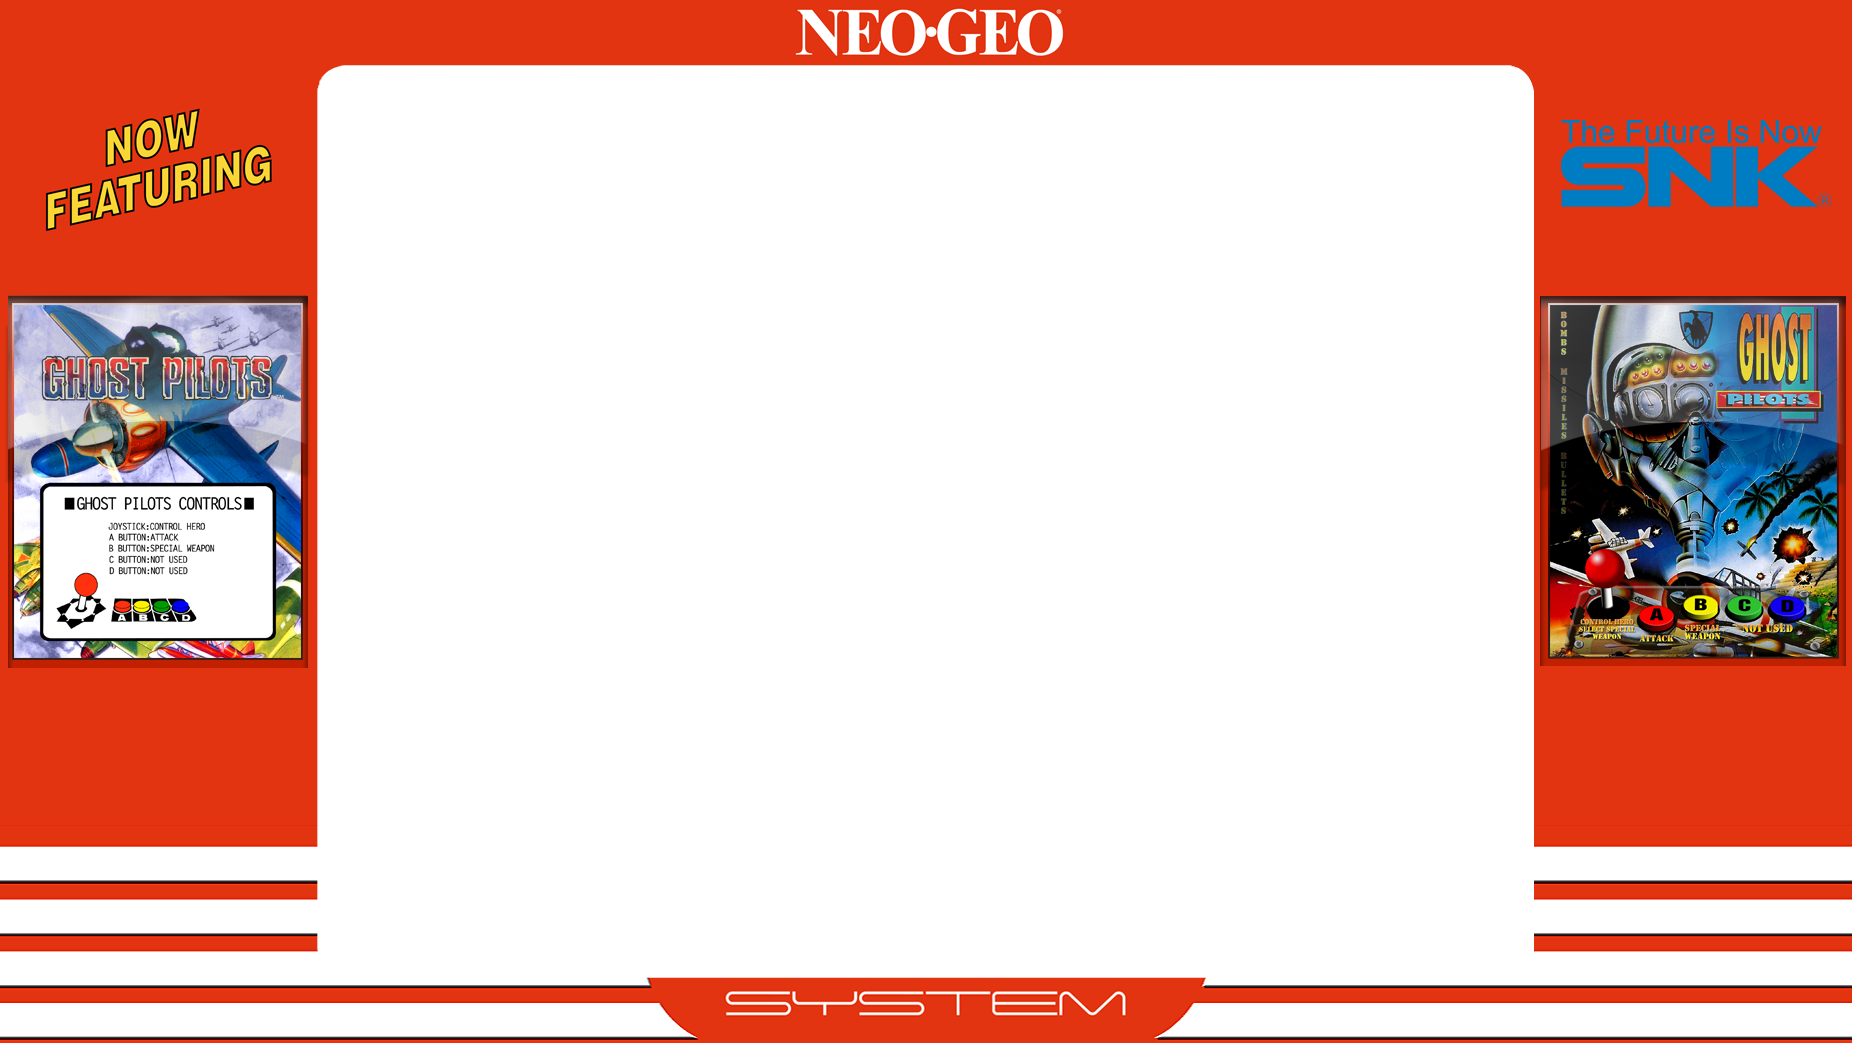 NEO•GEO®
NOW
FEATURING
The Future Is Now
SNK®
GHOST PILOTS
■GHOST PILOTS CONTROLS■
JOYSTICK:CONTROL HERO
A BUTTON:ATTACK
B BUTTON:SPECIAL WEAPON
C BUTTON:NOT USED
D BUTTON:NOT USED
A B C D
BOMBS MISSILES BULLETS
GHOST
PILOTS
A B C D
CONTROL HERO
SELECT SPECIAL
WEAPON
ATTACK
SPECIAL
WEAPON
NOT USED
SYSTEM